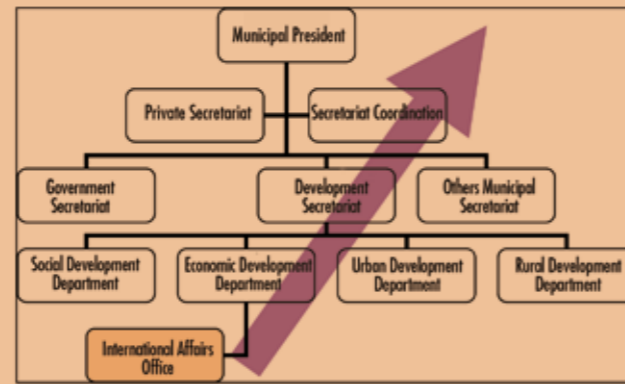 Municipal President
Private Secretariat
Secretariat Coordination
Government
Secretariat
Development
Secretariat
Others Municipal
Secretariat
Social Development
Department
Economic Development
Department
Urban Development
Department
Rural Development
Department
International Affairs
Office